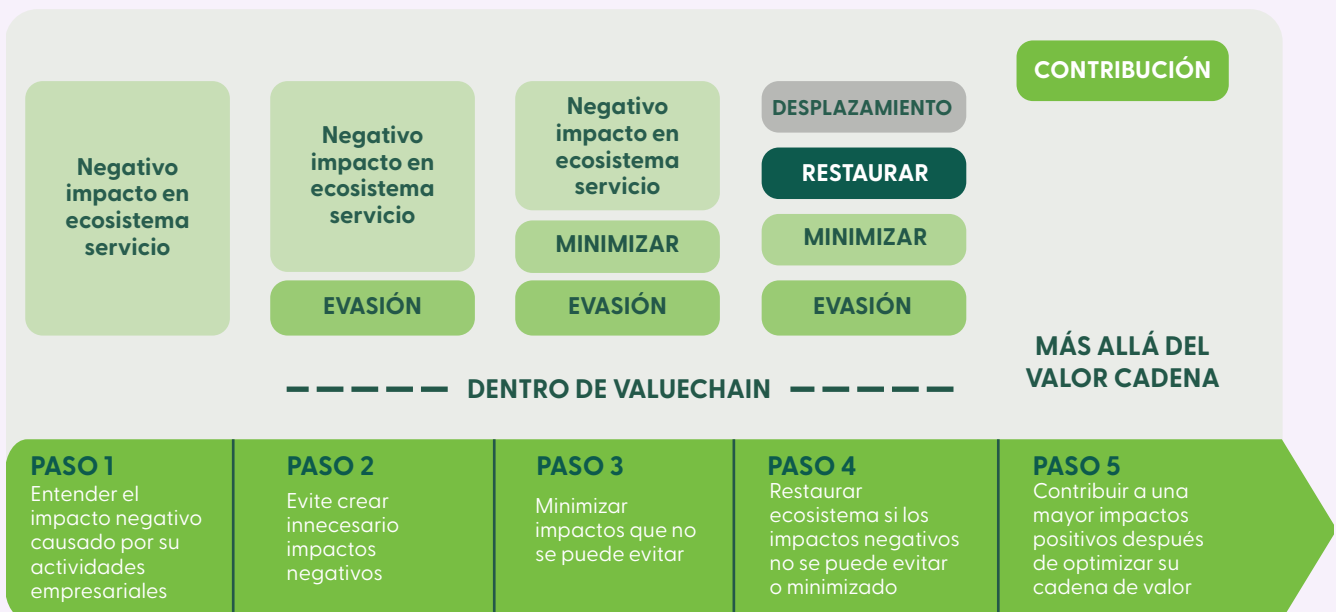 Negativo
impacto en
ecosistema
servicio
Negativo
impacto en
ecosistema
servicio
EVASIÓN
Negativo
impacto en
ecosistema
servicio
MINIMIZAR
EVASIÓN
DESPLAZAMIENTO
RESTAURAR
MINIMIZAR
EVASIÓN
CONTRIBUCIÓN
DENTRO DE VALUECHAIN
MÁS ALLÁ DEL
VALOR CADENA
PASO 1
Entender el
impacto negativo
causado por su
actividades
empresariales
PASO 2
Evite crear
innecesario
impactos
negativos
PASO 3
Minimizar
impactos que no
se puede evitar
PASO 4
Restaurar
ecosistema si los
impactos negativos
no se puede evitar
o minimizado
PASO 5
Contribuir a una
mayor impactos
positivos después
de optimizar su
cadena de valor